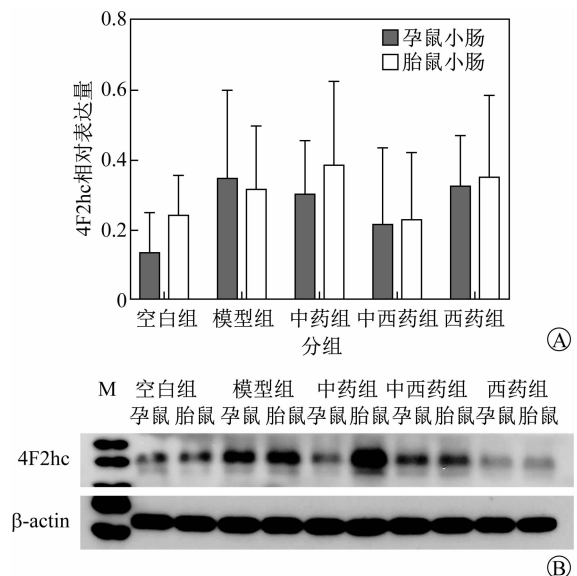 0.8
孕鼠小肠
胎鼠小肠
0.6
0.4
0.2
0
4F2hc相对表达量
空白组 模型组 中药组 中西药组 西药组
分组
A
M 空白组 模型组 中药组 中西药组 西药组
孕鼠 胎鼠 孕鼠 胎鼠 孕鼠 胎鼠 孕鼠 胎鼠 孕鼠 胎鼠
4F2hc
β-actin
B